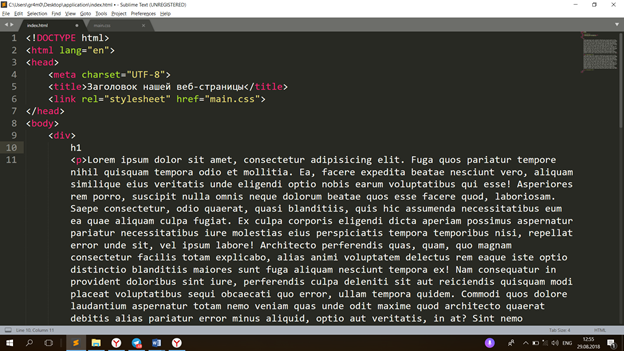 C:\Users\gr4m0\Desktop\application\index.html • - Sublime Text (UNREGISTERED)
File Edit Selection Find View Goto Tools Project Preferences Help
index.html main.css
1 <!DOCTYPE html>
2 <html lang="en">
3 <head>
4 <meta charset="UTF-8">
5 <title>Заголовок нашей веб-страницы</title>
6 <link rel="stylesheet" href="main.css">
7 </head>
8 <body>
9 <div>
10 h1
11 <p>Lorem ipsum dolor sit amet, consectetur adipisicing elit. Fuga quos pariatur tempore
nihil quisquam tempora odio et mollitia. Ea, facere expedita beatae nesciunt vero, aliquam
similique eius veritatis unde eligendi optio nobis earum voluptatibus qui esse! Asperiores
rem porro, suscipit nulla omnis neque dolorum beatae quos esse facere quod, laboriosam.
Saepe consectetur, odio quaerat, quasi blanditiis, quis hic assumenda necessitatibus eum
ea quae aliquam culpa fugiat. Ex culpa corporis eligendi dicta aperiam possimus aspernatur
pariatur necessitatibus iure molestias eius perspiciatis tempora temporibus nisi, repellat
error unde sit, vel ipsum labore! Architecto perferendis quas, quam, quo magnam
consectetur facilis totam explicabo, alias animi voluptatem delectus rem eaque iste optio
distinctio blanditiis maiores sunt fuga aliquam nesciunt tempora ex! Nam consequatur in
provident doloribus sint iure, perferendis culpa deleniti sit aut reiciendis quisquam modi
placeat voluptatibus sequi obcaecati quo error, ullam tempora quidem. Commodi quos dolore
laudantium aspernatur totam nemo veniam quas unde odit maxime quod architecto quaerat
debitis alias pariatur error minus aliquid, optio aut veritatis, in at? Sint nemo
Line 10, Column 11 Tab Size: 4 HTML
ENG
12:55
29.08.2018